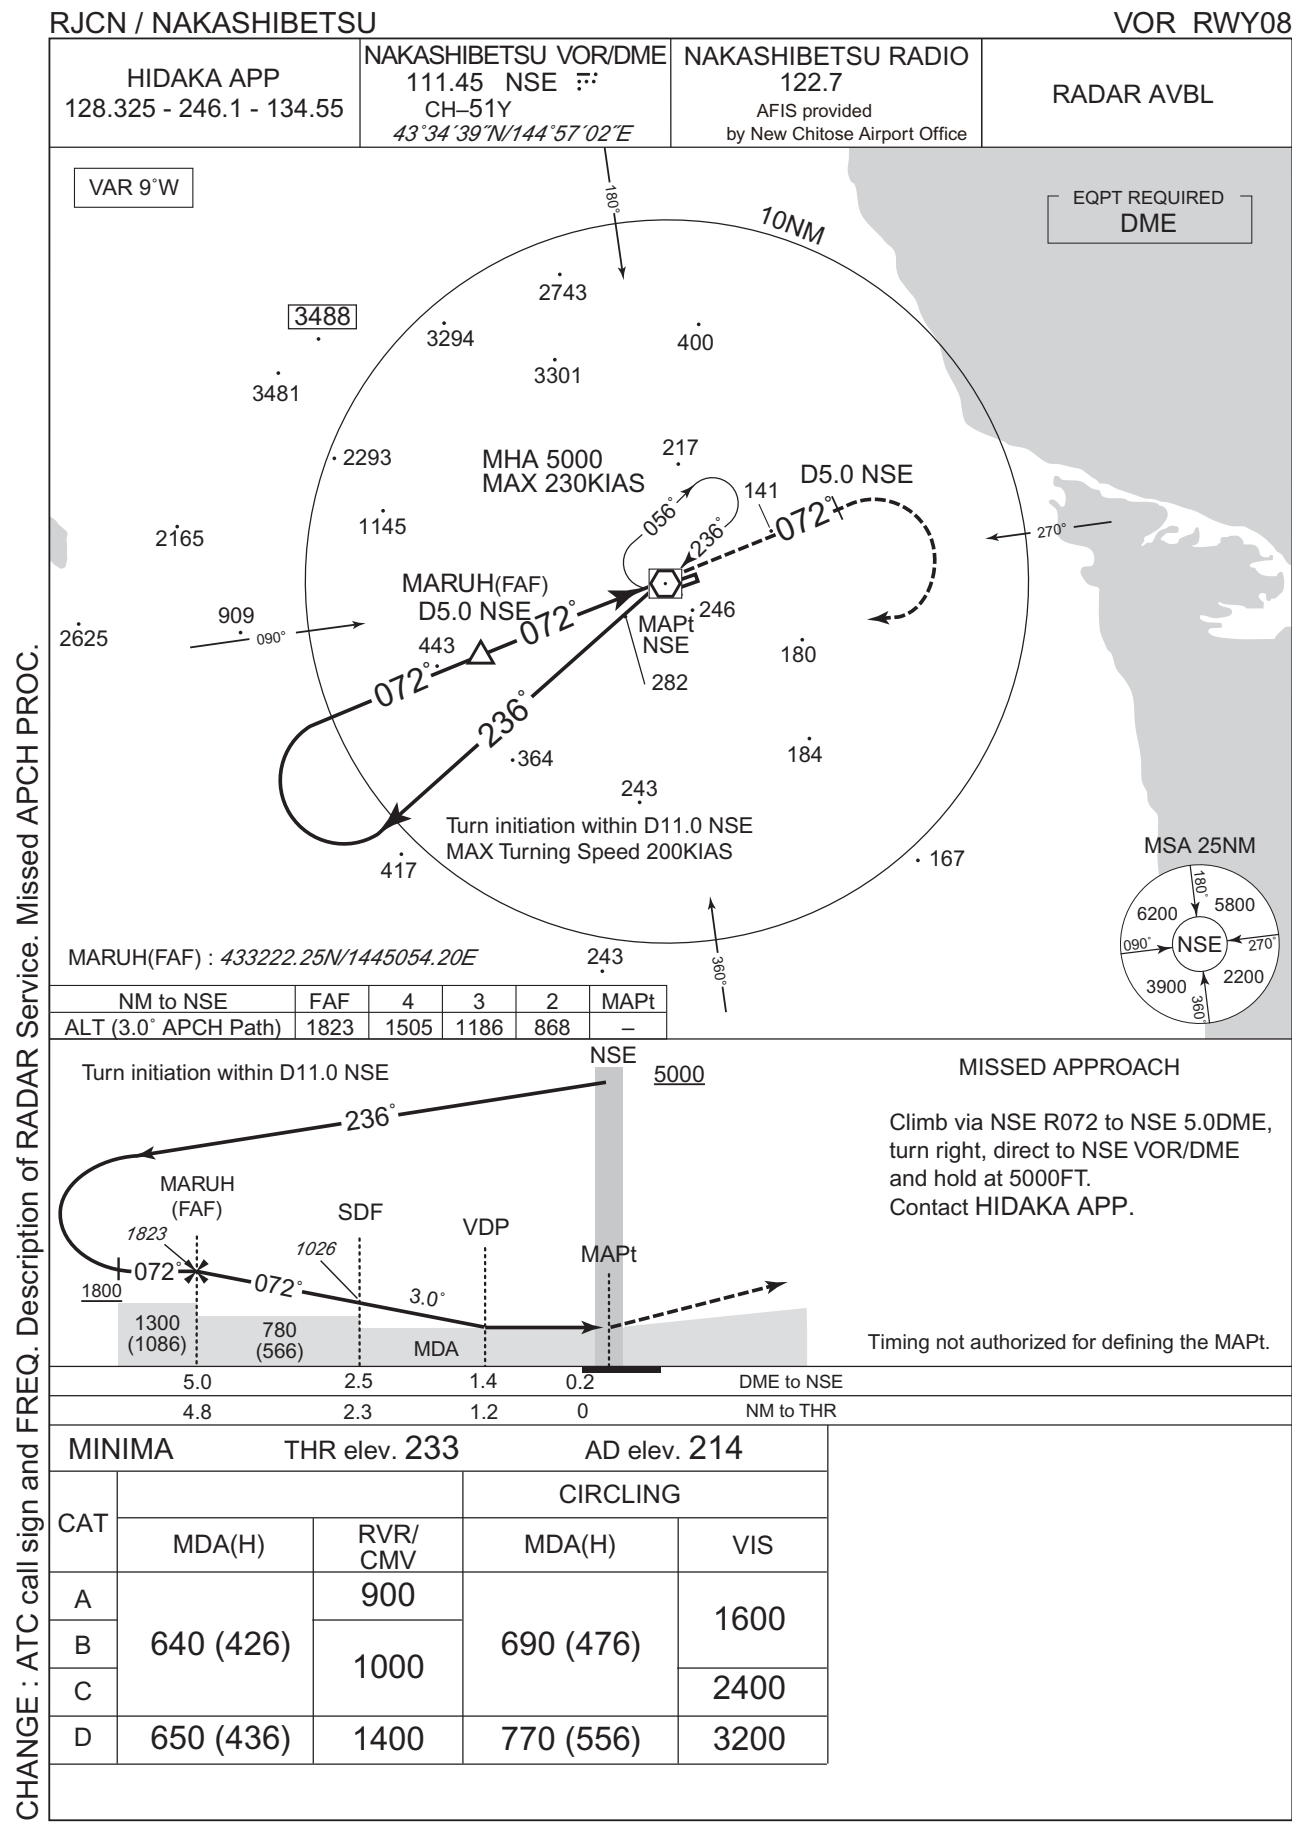 RJCN / NAKASHIBETSU
VOR RWY08
HIDAKA APP
128.325 - 246.1 - 134.55
NAKASHIBETSU VOR/DME
111.45 NSE
CH–51Y
43°34´39˝N/144°57´02˝E
NAKASHIBETSU RADIO
122.7
AFIS provided
by New Chitose Airport Office
RADAR AVBL
VAR 9°W
EQPT REQUIRED
DME
180°
10NM
2743
3488
3294
400
3301
3481
2293
217
MHA 5000
MAX 230KIAS
D5.0 NSE
141
056°
072°
236°
1145
2165
270°
MARUH(FAF)
D5.0 NSE
072°
909
090°
2625
246
MAPt
NSE
443
180
072°
282
236°
364
184
243
Turn initiation within D11.0 NSE
MAX Turning Speed 200KIAS
417
167
MSA 25NM
180°
6200
5800
090°
NSE
270°
3900
2200
360°
MARUH(FAF) : 433222.25N/1445054.20E
243
360°
NM to NSE FAF 4 3 2 MAPt
ALT (3.0° APCH Path) 1823 1505 1186 868 –
NSE
Turn initiation within D11.0 NSE
5000
236°
MARUH
(FAF)
SDF
VDP
1823
1026
MAPt
072°
072°
3.0°
1800
1300
(1086)
780
(566)
MDA
MISSED APPROACH
Climb via NSE R072 to NSE 5.0DME,
turn right, direct to NSE VOR/DME
and hold at 5000FT.
Contact HIDAKA APP.
Timing not authorized for defining the MAPt.
5.0 2.5 1.4 0.2 DME to NSE
4.8 2.3 1.2 0 NM to THR
MINIMA THR elev. 233 AD elev. 214
CAT
CIRCLING
MDA(H)
RVR/
CMV
MDA(H)
VIS
A
900
B
640 (426)
1000
690 (476)
1600
C
2400
D 650 (436) 1400 770 (556) 3200
CHANGE : ATC call sign and FREQ. Description of RADAR Service. Missed APCH PROC.